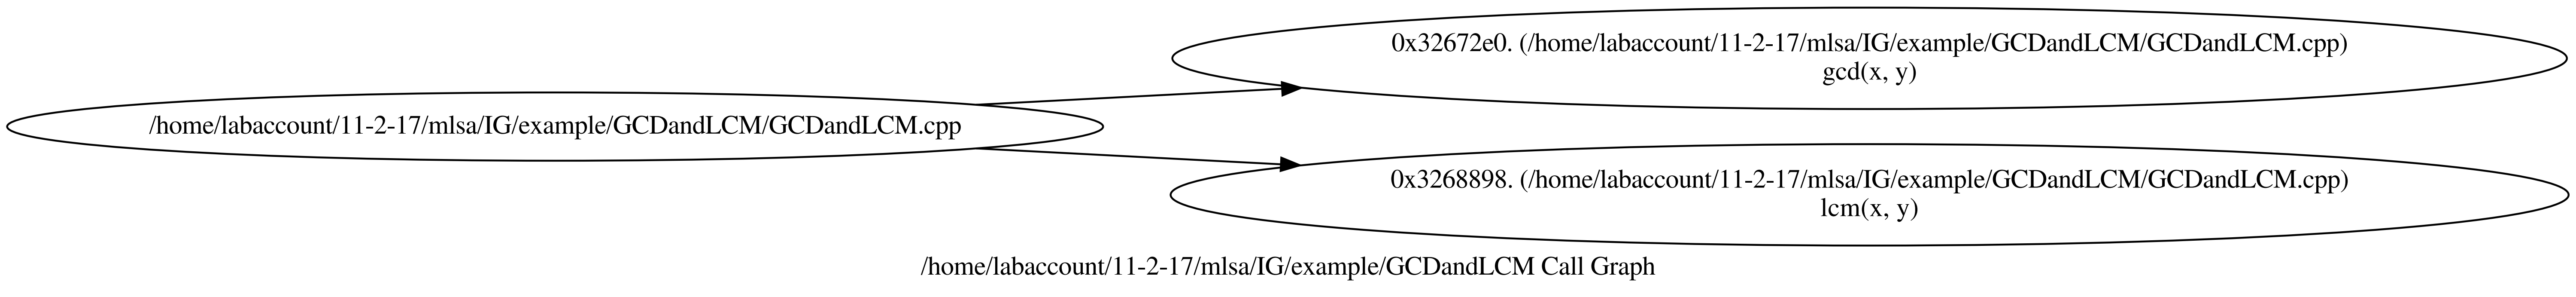 /home/labaccount/11-2-17/mlsa/IG/example/GCDandLCM/GCDandLCM.cpp
0x32672e0. (/home/labaccount/11-2-17/mlsa/IG/example/GCDandLCM/GCDandLCM.cpp)
gcd(x, y)
0x3268898. (/home/labaccount/11-2-17/mlsa/IG/example/GCDandLCM/GCDandLCM.cpp)
lcm(x, y)
/home/labaccount/11-2-17/mlsa/IG/example/GCDandLCM Call Graph